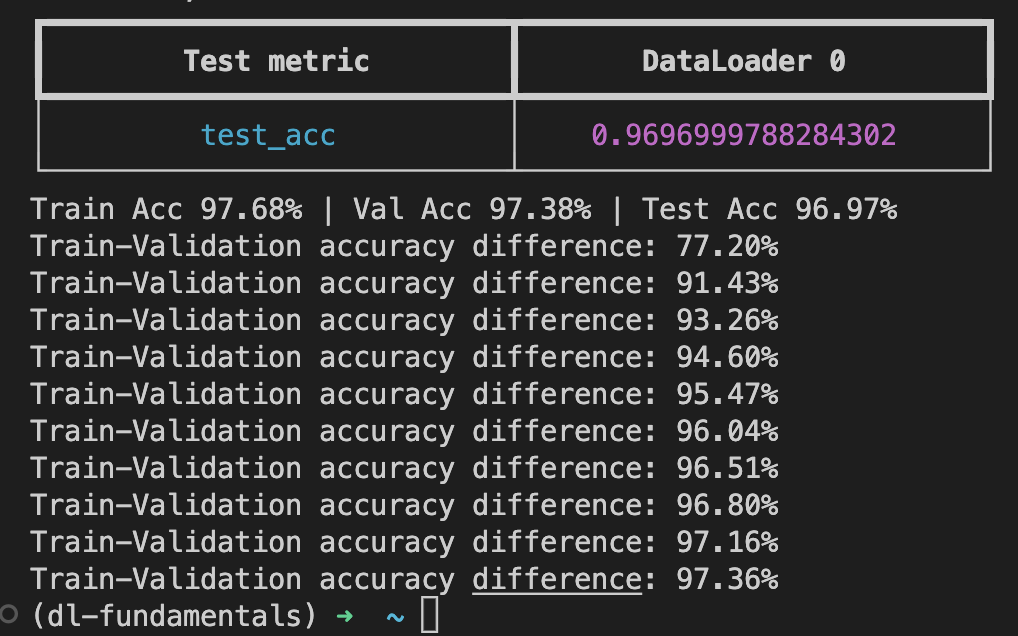 Test metric DataLoader 0
test_acc 0.9696999788284302
Train Acc 97.68% | Val Acc 97.38% | Test Acc 96.97%
Train-Validation accuracy difference: 77.20%
Train-Validation accuracy difference: 91.43%
Train-Validation accuracy difference: 93.26%
Train-Validation accuracy difference: 94.60%
Train-Validation accuracy difference: 95.47%
Train-Validation accuracy difference: 96.04%
Train-Validation accuracy difference: 96.51%
Train-Validation accuracy difference: 96.80%
Train-Validation accuracy difference: 97.16%
Train-Validation accuracy difference: 97.36%
(dl-fundamentals) ➜ ~